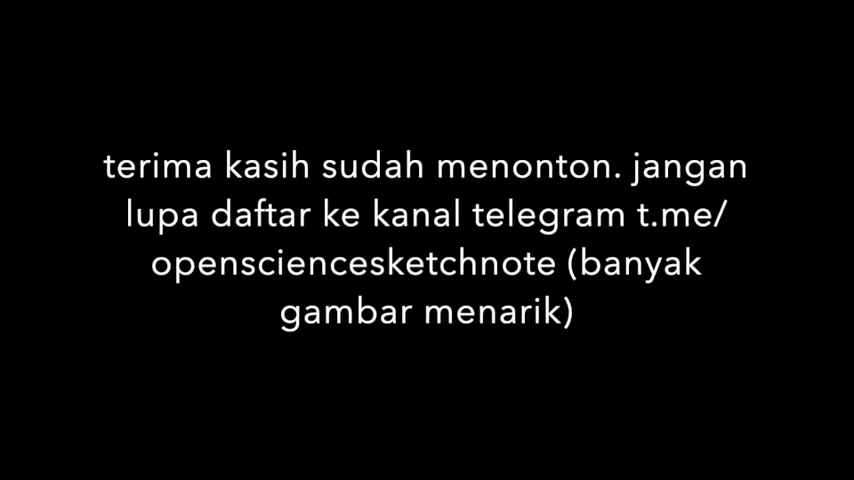 terima kasih sudah menonton. jangan
lupa daftar ke kanal telegram t.me/
opensciencesketchnote (banyak
gambar menarik)